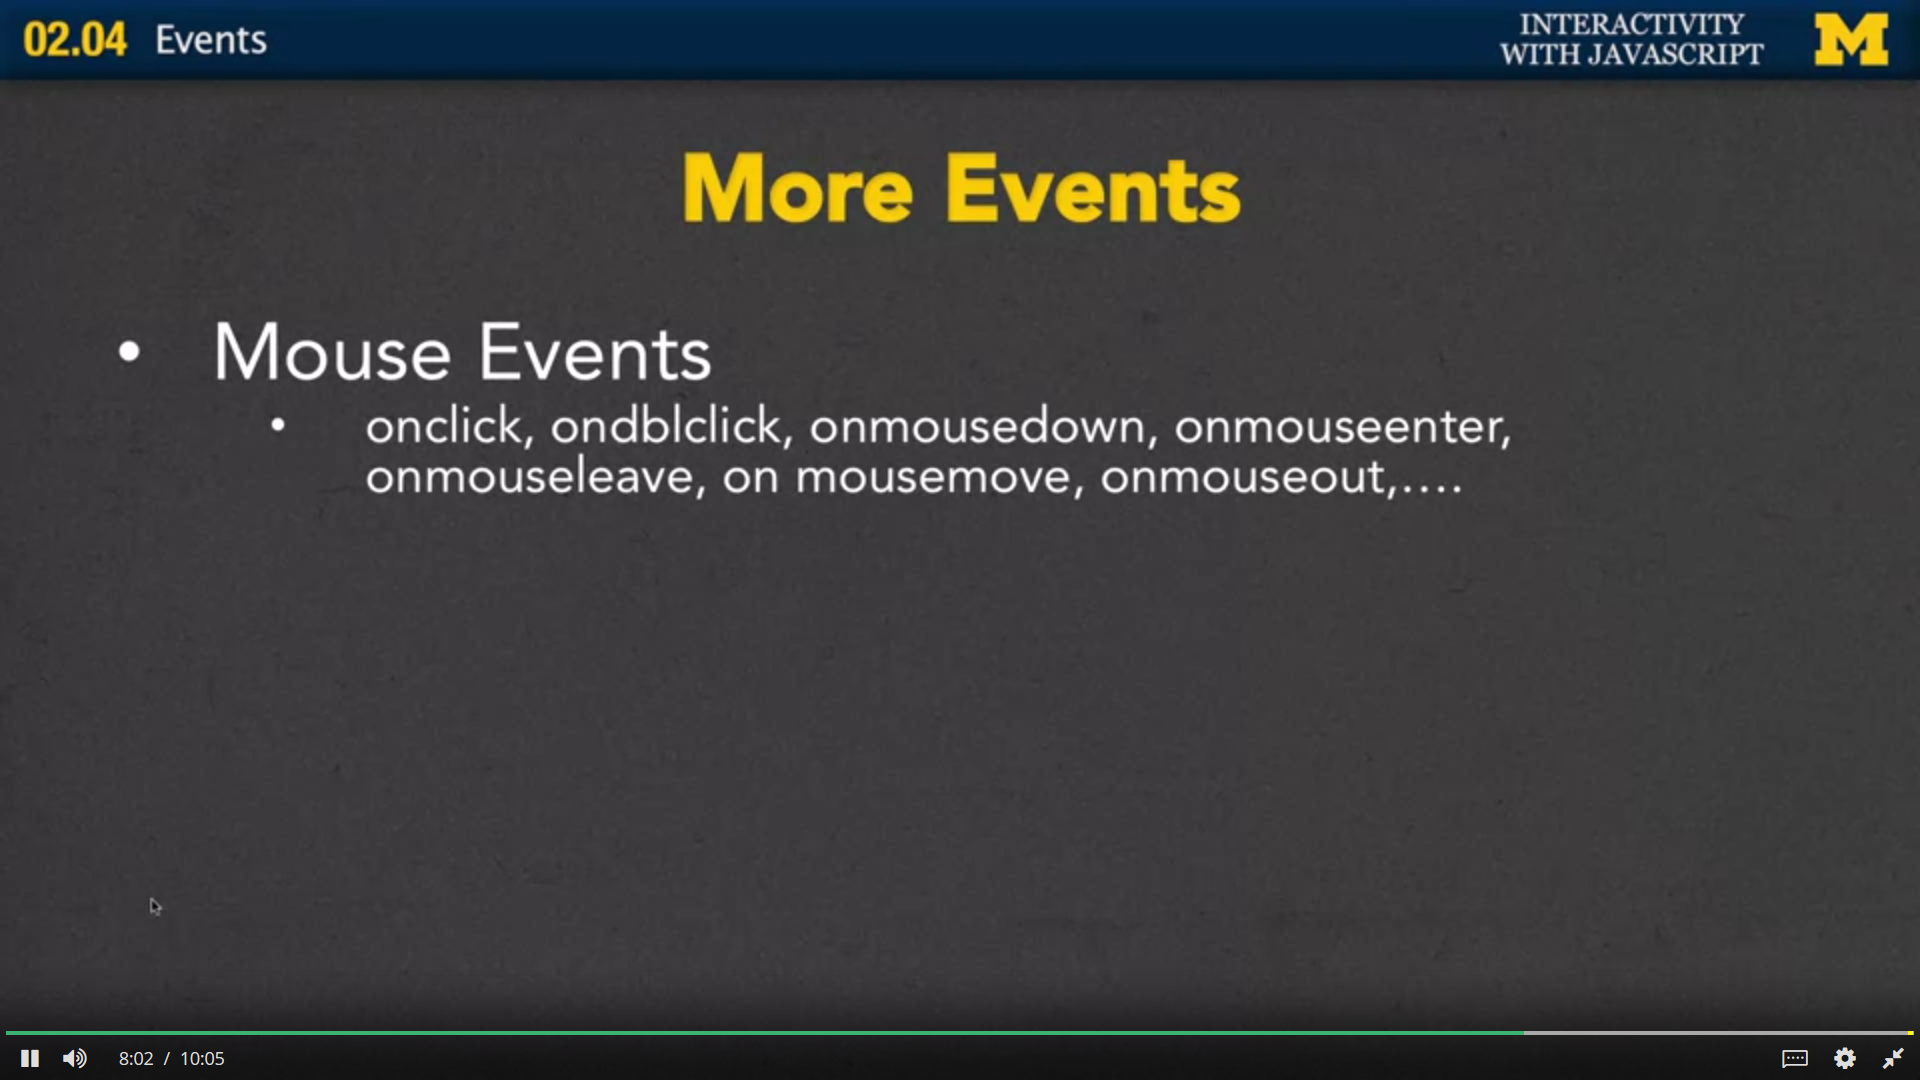 02.04 Events
INTERACTIVITY
WITH JAVASCRIPT
M
More Events
• Mouse Events
• onclick, ondblclick, onmousedown, onmouseenter,
onmouseleave, on mousemove, onmouseout,....
8:02 / 10:05